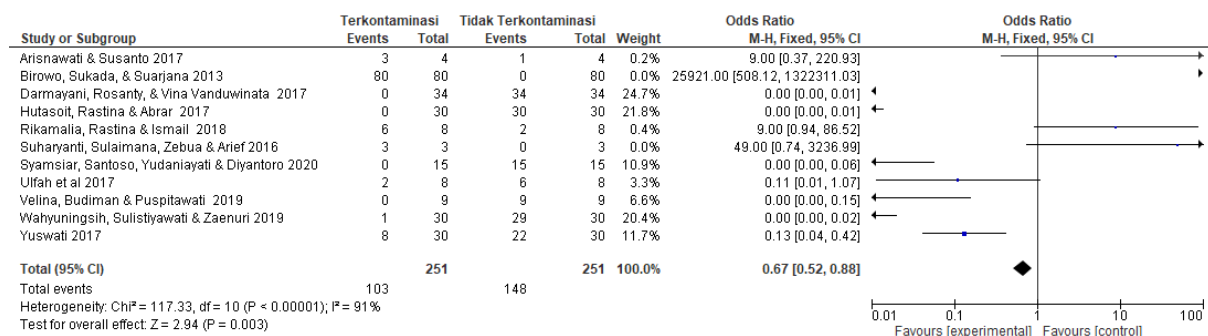 Terkontaminasi Tidak Terkontaminasi Odds Ratio Odds Ratio
Study or Subgroup Events Total Events Total Weight M-H, Fixed, 95% CI M-H, Fixed, 95% CI
Arisnawati & Susanto 2017 3 4 1 4 0.2% 9.00 [0.37, 220.93]
Birowo, Sukada, & Suarjana 2013 80 80 0 80 0.0% 25921.00 [508.12, 1322311.03]
Darmayani, Rosanty, & Vina Vanduwinata 2017 0 34 34 34 24.7% 0.00 [0.00, 0.01]
Hutasoit, Rastina & Abrar 2017 0 30 30 30 21.8% 0.00 [0.00, 0.01]
Rikamalia, Rastina & Ismail 2018 6 8 2 8 0.4% 9.00 [0.94, 86.52]
Suharyanti, Sulaimana, Zebua & Arief 2016 3 3 0 3 0.0% 49.00 [0.74, 3236.99]
Syamsiar, Santoso, Yudaniayati & Diyantoro 2020 0 15 15 15 10.9% 0.00 [0.00, 0.06]
Ulfah et al 2017 2 8 6 8 3.3% 0.11 [0.01, 1.07]
Velina, Budiman & Puspitawati 2019 0 9 9 9 6.6% 0.00 [0.00, 0.15]
Wahyuningsih, Sulistiyawati & Zaenuri 2019 1 30 29 30 20.4% 0.00 [0.00, 0.02]
Yuswati 2017 8 30 22 30 11.7% 0.13 [0.04, 0.42]
Total (95% CI) 251 251 100.0% 0.67 [0.52, 0.88]
Total events 103 148
Heterogeneity: Chi² = 117.33, df = 10 (P < 0.00001); I² = 91%
Test for overall effect: Z = 2.94 (P = 0.003)
0.01 0.1 1 10 100
Favours [experimental] Favours [control]